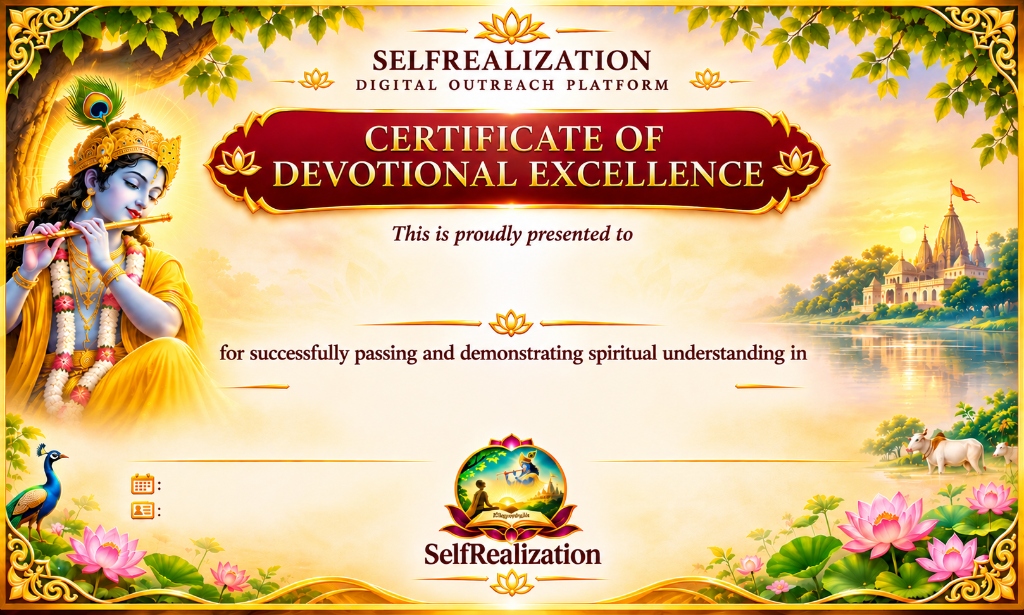 SELFREALIZATION
DIGITAL OUTREACH PLATFORM
CERTIFICATE OF
DEVOTIONAL EXCELLENCE
This is proudly presented to
for successfully passing and demonstrating spiritual understanding in
:
:
SelfRealization